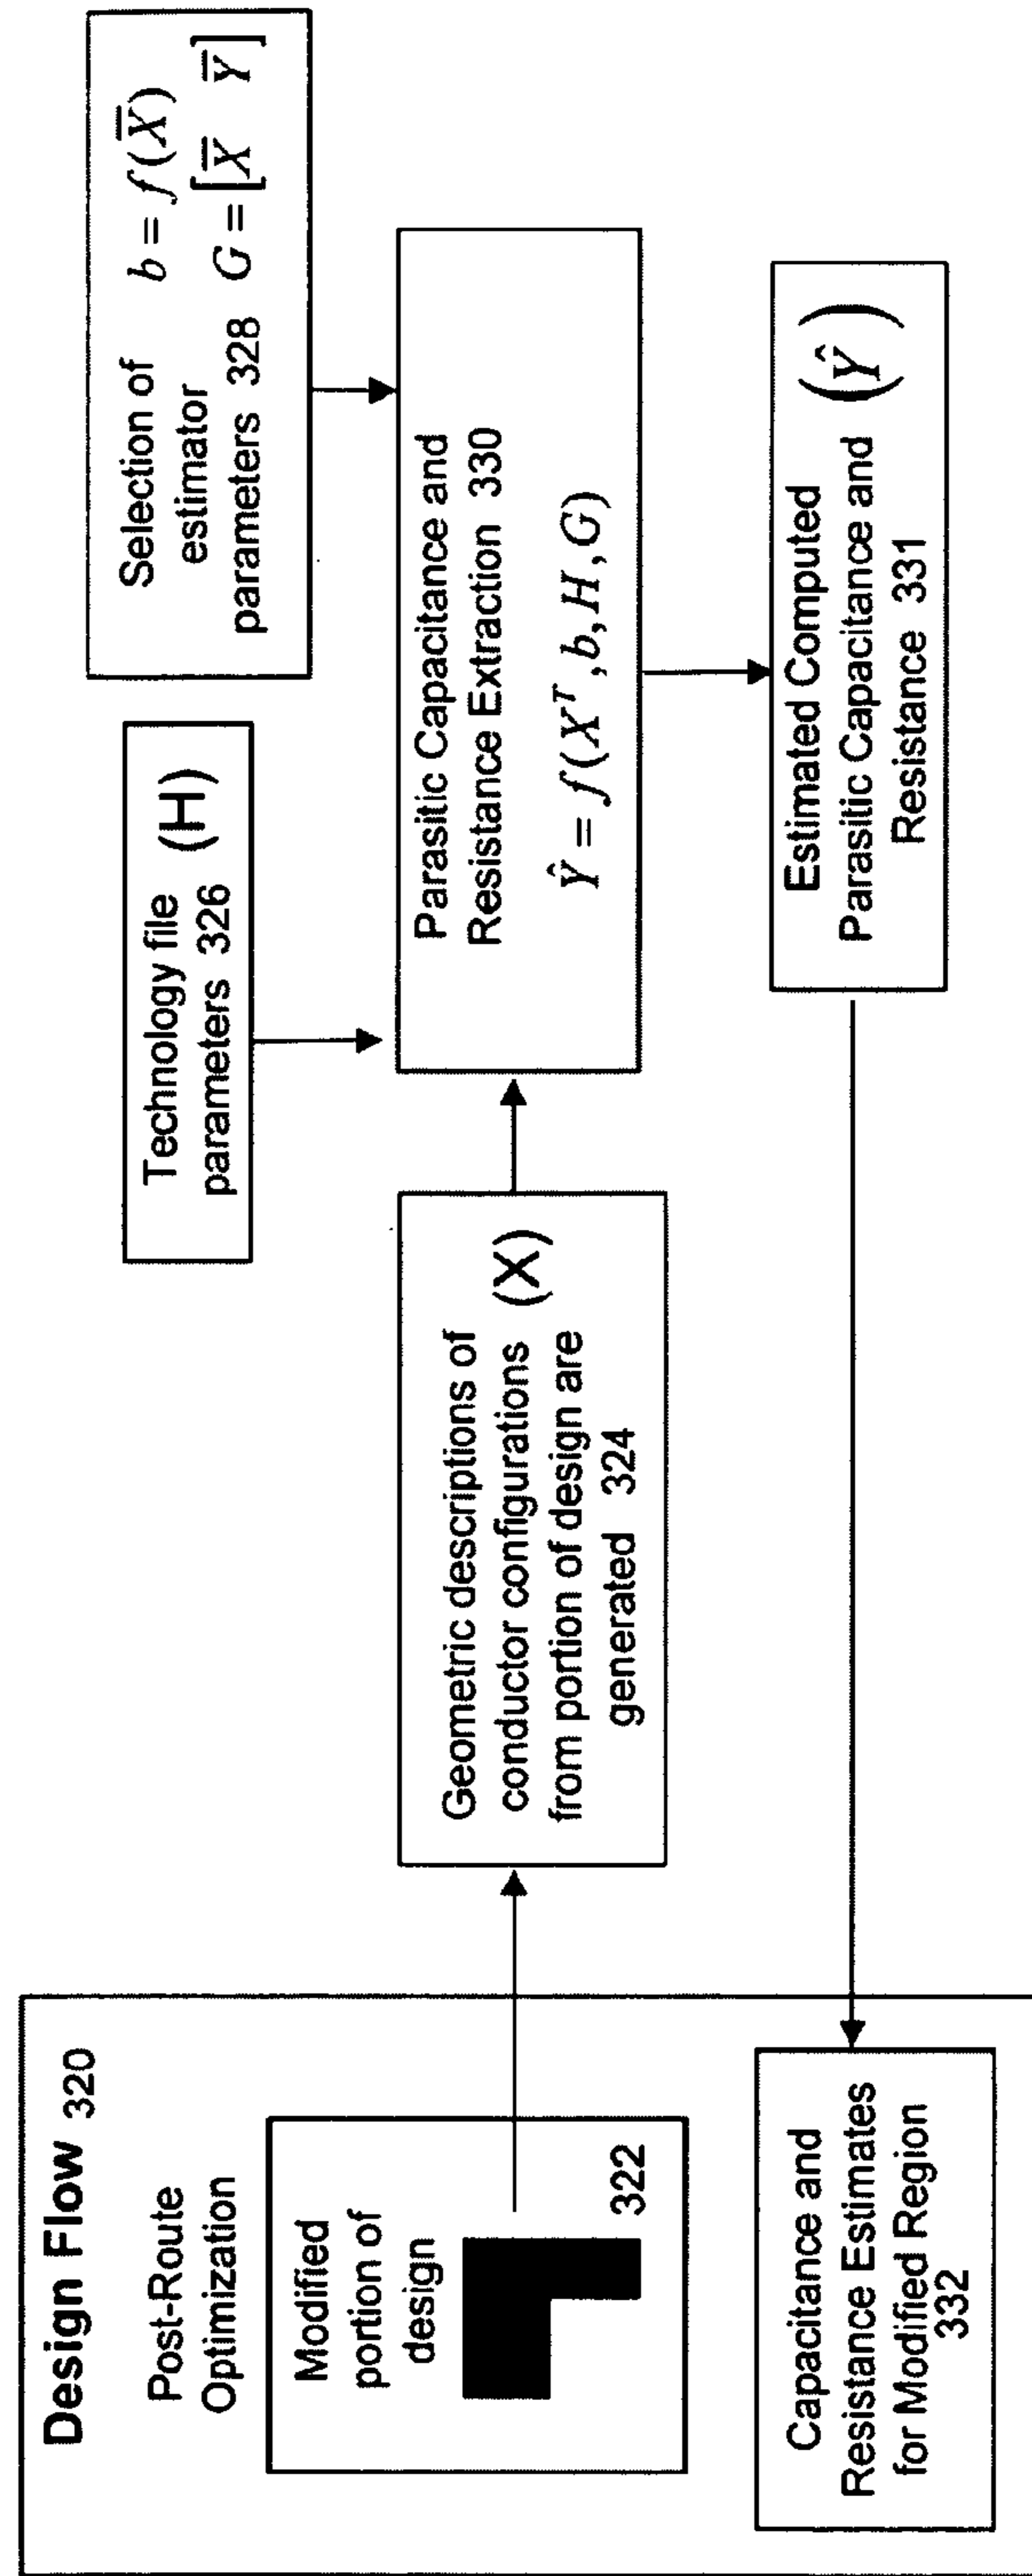 Design Flow 320
Post-Route
Optimization
Modified
portion of
design
322
Capacitance and
Resistance Estimates
for Modified Region
332
Geometric descriptions of
conductor configurations (X)
from portion of design are
generated 324
Technology file (H)
parameters 326
Selection of
estimator
parameters 328
b = f(X̅)
G = [X̅ Y̅]
Parasitic Capacitance and
Resistance Extraction 330
Ŷ = f(Xᵀ, b, H, G)
Estimated Computed
Parasitic Capacitance and (Ŷ)
Resistance 331